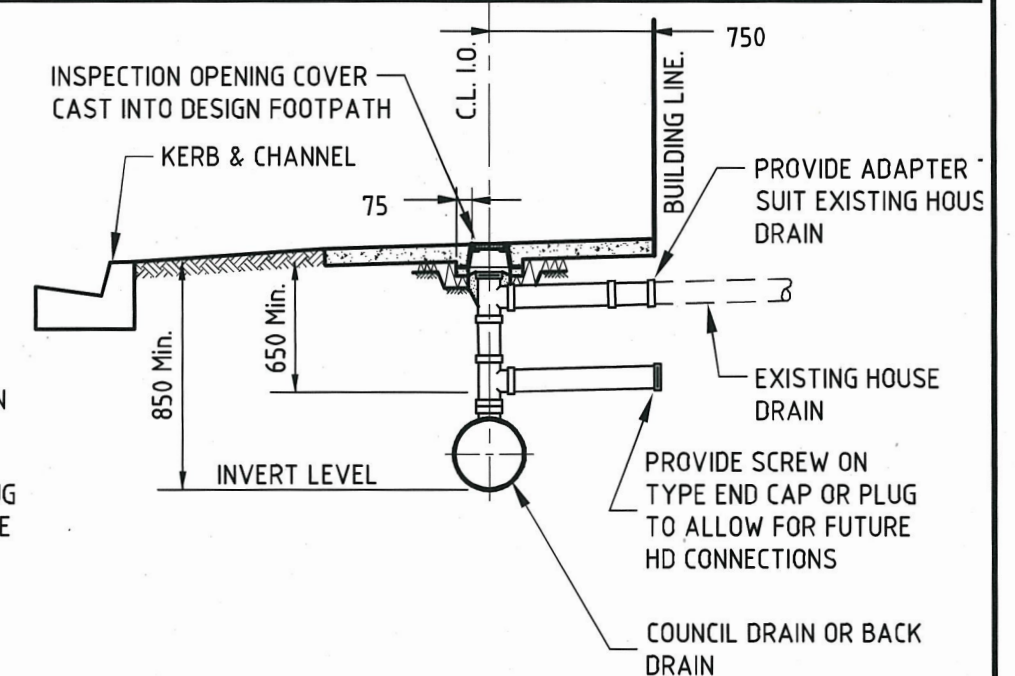 750
INSPECTION OPENING COVER
CAST INTO DESIGN FOOTPATH
C.L. I.O.
BUILDING LINE.
KERB & CHANNEL
PROVIDE ADAPTER
SUIT EXISTING HOUS
DRAIN
75
850 Min.
650 Min.
N
EXISTING HOUSE
DRAIN
INVERT LEVEL
UG
E
PROVIDE SCREW ON
TYPE END CAP OR PLUG
TO ALLOW FOR FUTURE
HD CONNECTIONS
COUNCIL DRAIN OR BACK
DRAIN